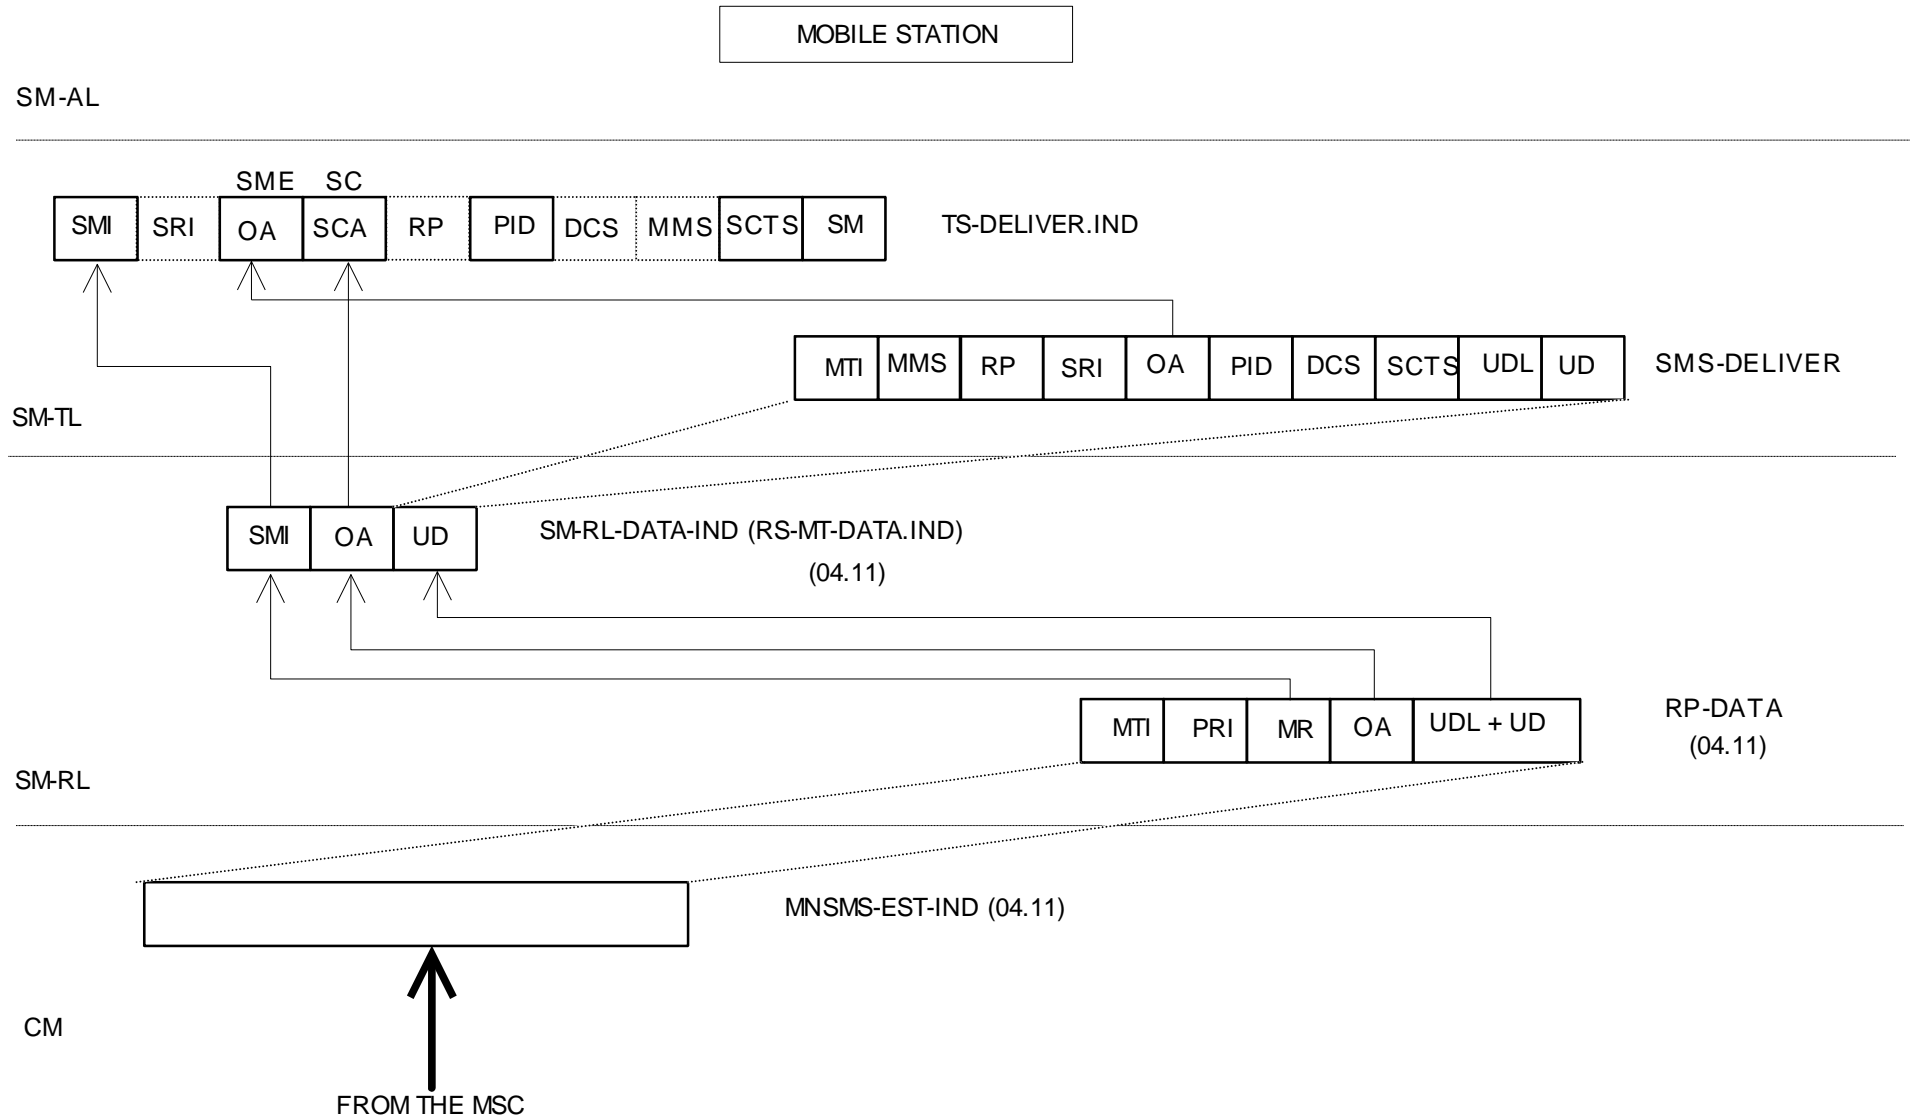 MOBILE STATION
SM-AL
SME SC
SMI SRI OA SCA RP PID DCS MMS SCTS SM TS-DELIVER.IND
MTI MMS RP SRI OA PID DCS SCTS UDL UD SMS-DELIVER
SM-TL
SMI OA UD SM-RL-DATA-IND (RS-MT-DATA.IND)
(04.11)
MTI PRI MR OA UDL + UD RP-DATA
(04.11)
SM-RL
MNSMS-EST-IND (04.11)
CM
FROM THE MSC